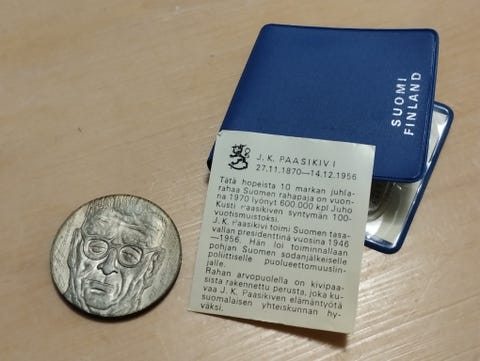 SUOMI
FINLAND
J. K. PAASIKIVI
27.11.1870—14.12.1956
Tätä hopeista 10 markan juhla-
rahaa Suomen rahapaja on vuon-
na 1970 lyönyt 600.000 kpl Juho
Kusti Paasikiven syntymän 100-
vuotismuistoksi.
J. K. Paasikivi toimi Suomen tasa-
vallan presidenttinä vuosina 1946
—1956. Hän loi toiminnallaan
pohjan Suomen sodanjälkeiselle
poliittiselle puolueettomuuslin-
jalle.
Rahan arvopuolella on kivipaa-
sista rakennettu perusta, joka ku-
vaa J. K. Paasikiven elämäntyötä
suomalaisen yhteiskunnan hy-
väksi.